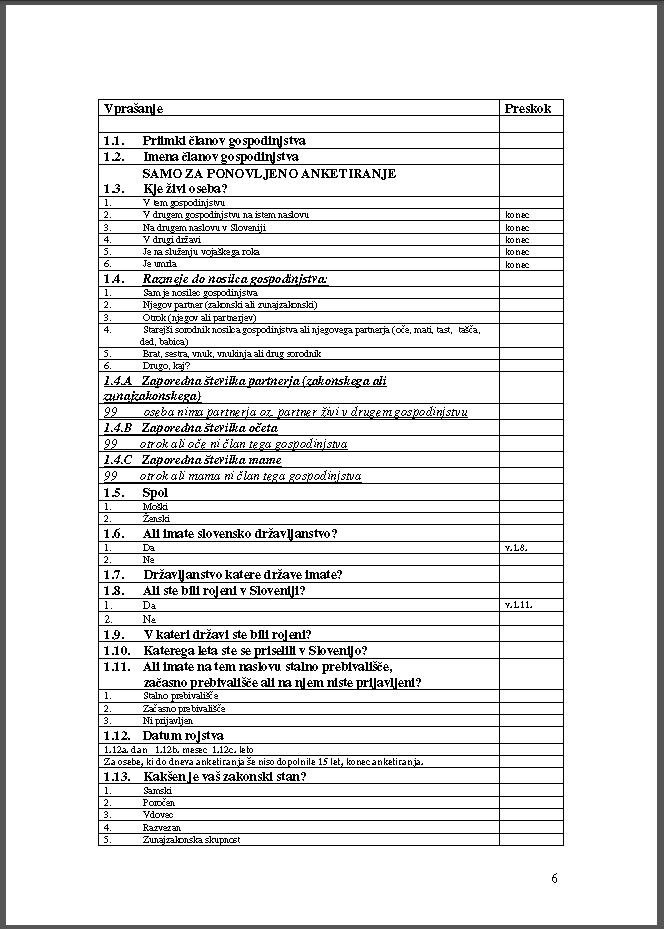 Vprašanje Preskok
1.1. Priimki članov gospodinjstva
1.2. Imena članov gospodinjstva
SAMO ZA PONOVLJENO ANKETIRANJE
1.3. Kje živi oseba?
1. V tem gospodinjstvu
2. V drugem gospodinjstvu na istem naslovu konec
3. Na drugem naslovu v Sloveniji konec
4. V drugi državi konec
5. Je na služenju vojaškega roka konec
6. Je umrla konec
1.4. Razmeje do nosilca gospodinjstva:
1. Sam je nosilec gospodinjstva
2. Njegov partner (zakonski ali zunajzakonski)
3. Otrok (njegov ali partnerjev)
4. Starejši sorodnik nosilca gospodinjstva ali njegovega partnerja (oče, mati, tast, tašča,
ded, babica)
5. Brat, sestra, vnuk, vnukinja ali drug sorodnik
6. Drugo, kaj?
1.4.A Zaporedna številka partnerja (zakonskega ali
zunajzakonskega)
99 oseba nima partnerja oz. partner živi v drugem gospodinjstvu
1.4.B Zaporedna številka očeta
99 otrok ali oče ni član tega gospodinjstva
1.4.C Zaporedna številka mame
99 otrok ali mama ni član tega gospodinjstva
1.5. Spol
1. Moški
2. Ženski
1.6. Ali imate slovensko državljanstvo?
1. Da v.1.8.
2. Ne
1.7. Državljanstvo katere države imate?
1.8. Ali ste bili rojeni v Sloveniji?
1. Da v.1.11.
2. Ne
1.9. V kateri državi ste bili rojeni?
1.10. Katerega leta ste se priselili v Slovenijo?
1.11. Ali imate na tem naslovu stalno prebivališče,
začasno prebivališče ali na njem niste prijavljeni?
1. Stalno prebivališče
2. Začasno prebivališče
3. Ni prijavljen
1.12. Datum rojstva
1.12a. dan 1.12b. mesec 1.12c. leto
Za osebe, ki do dneva anketiranja še niso dopolnile 15 let, konec anketiranja.
1.13. Kakšen je vaš zakonski stan?
1. Samski
2. Poročen
3. Vdovec
4. Razvezan
5. Zunajzakonska skupnost
6